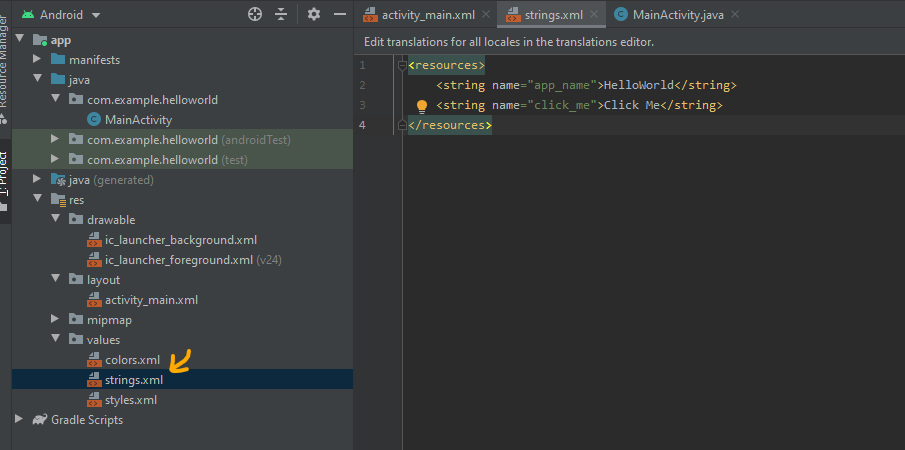 Resource Manager
1: Project
Android
app
manifests
java
com.example.helloworld
MainActivity
com.example.helloworld (androidTest)
com.example.helloworld (test)
java (generated)
res
drawable
ic_launcher_background.xml
ic_launcher_foreground.xml (v24)
layout
activity_main.xml
mipmap
values
colors.xml
strings.xml
styles.xml
Gradle Scripts
activity_main.xml strings.xml MainActivity.java
Edit translations for all locales in the translations editor.
1 <resources>
2 <string name="app_name">HelloWorld</string>
3 <string name="click_me">Click Me</string>
4 </resources>